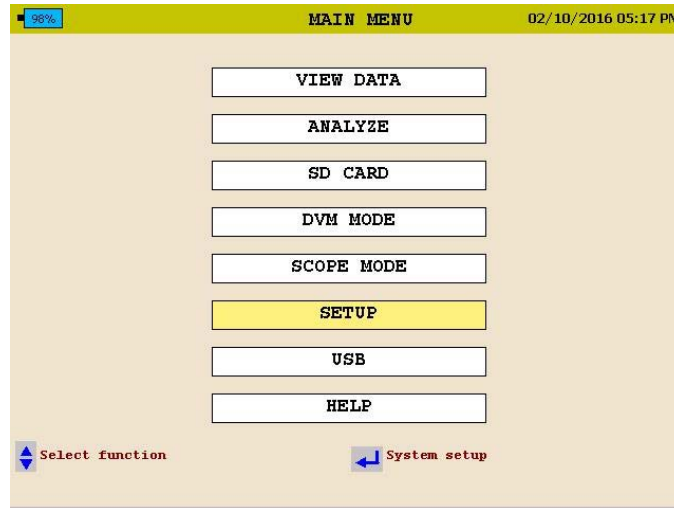 98% MAIN MENU 02/10/2016 05:17 PM
VIEW DATA
ANALYZE
SD CARD
DVM MODE
SCOPE MODE
SETUP
USB
HELP
Select function System setup